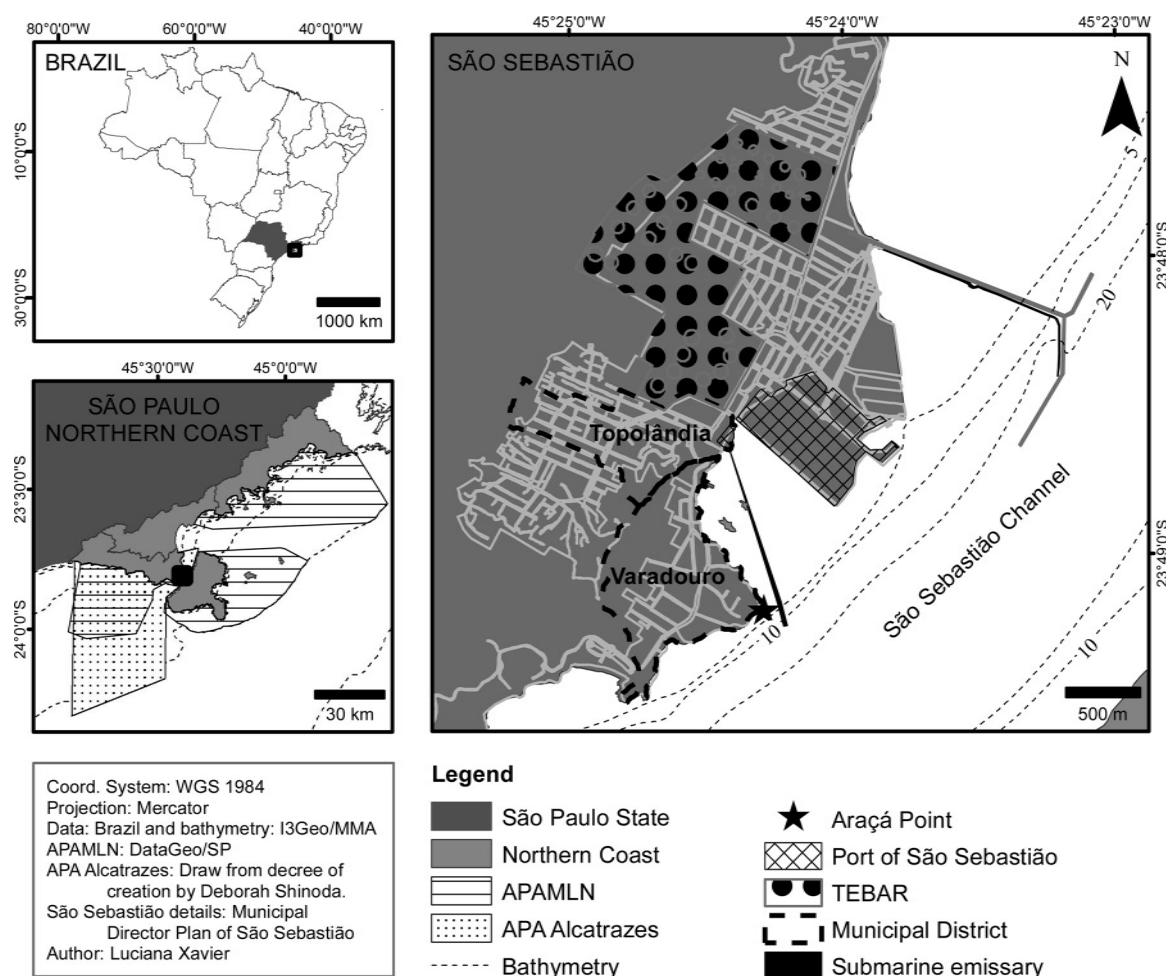 80°0'0"W 60°0'0"W 40°0'0"W
BRAZIL
10°0'0"S
30°0'0"S
1000 km
45°30'0"W 45°0'0"W
SÃO PAULO
NORTHERN COAST
23°30'0"S
24°0'0"S
30 km
45°25'0"W 45°24'0"W 45°23'0"W
SÃO SEBASTIÃO
N
5
20
23°48'0"S
Topolândia
São Sebastião Channel
23°49'0"S
Varadouro
10
10
500 m
Coord. System: WGS 1984
Projection: Mercator
Data: Brazil and bathymetry: I3Geo/MMA
APAMLN: DataGeo/SP
APA Alcatrazes: Draw from decree of
creation by Deborah Shinoda.
São Sebastião details: Municipal
Director Plan of São Sebastião
Author: Luciana Xavier
Legend
São Paulo State
Northern Coast
APAMLN
APA Alcatrazes
Bathymetry
Araçá Point
Port of São Sebastião
TEBAR
Municipal District
Submarine emissary